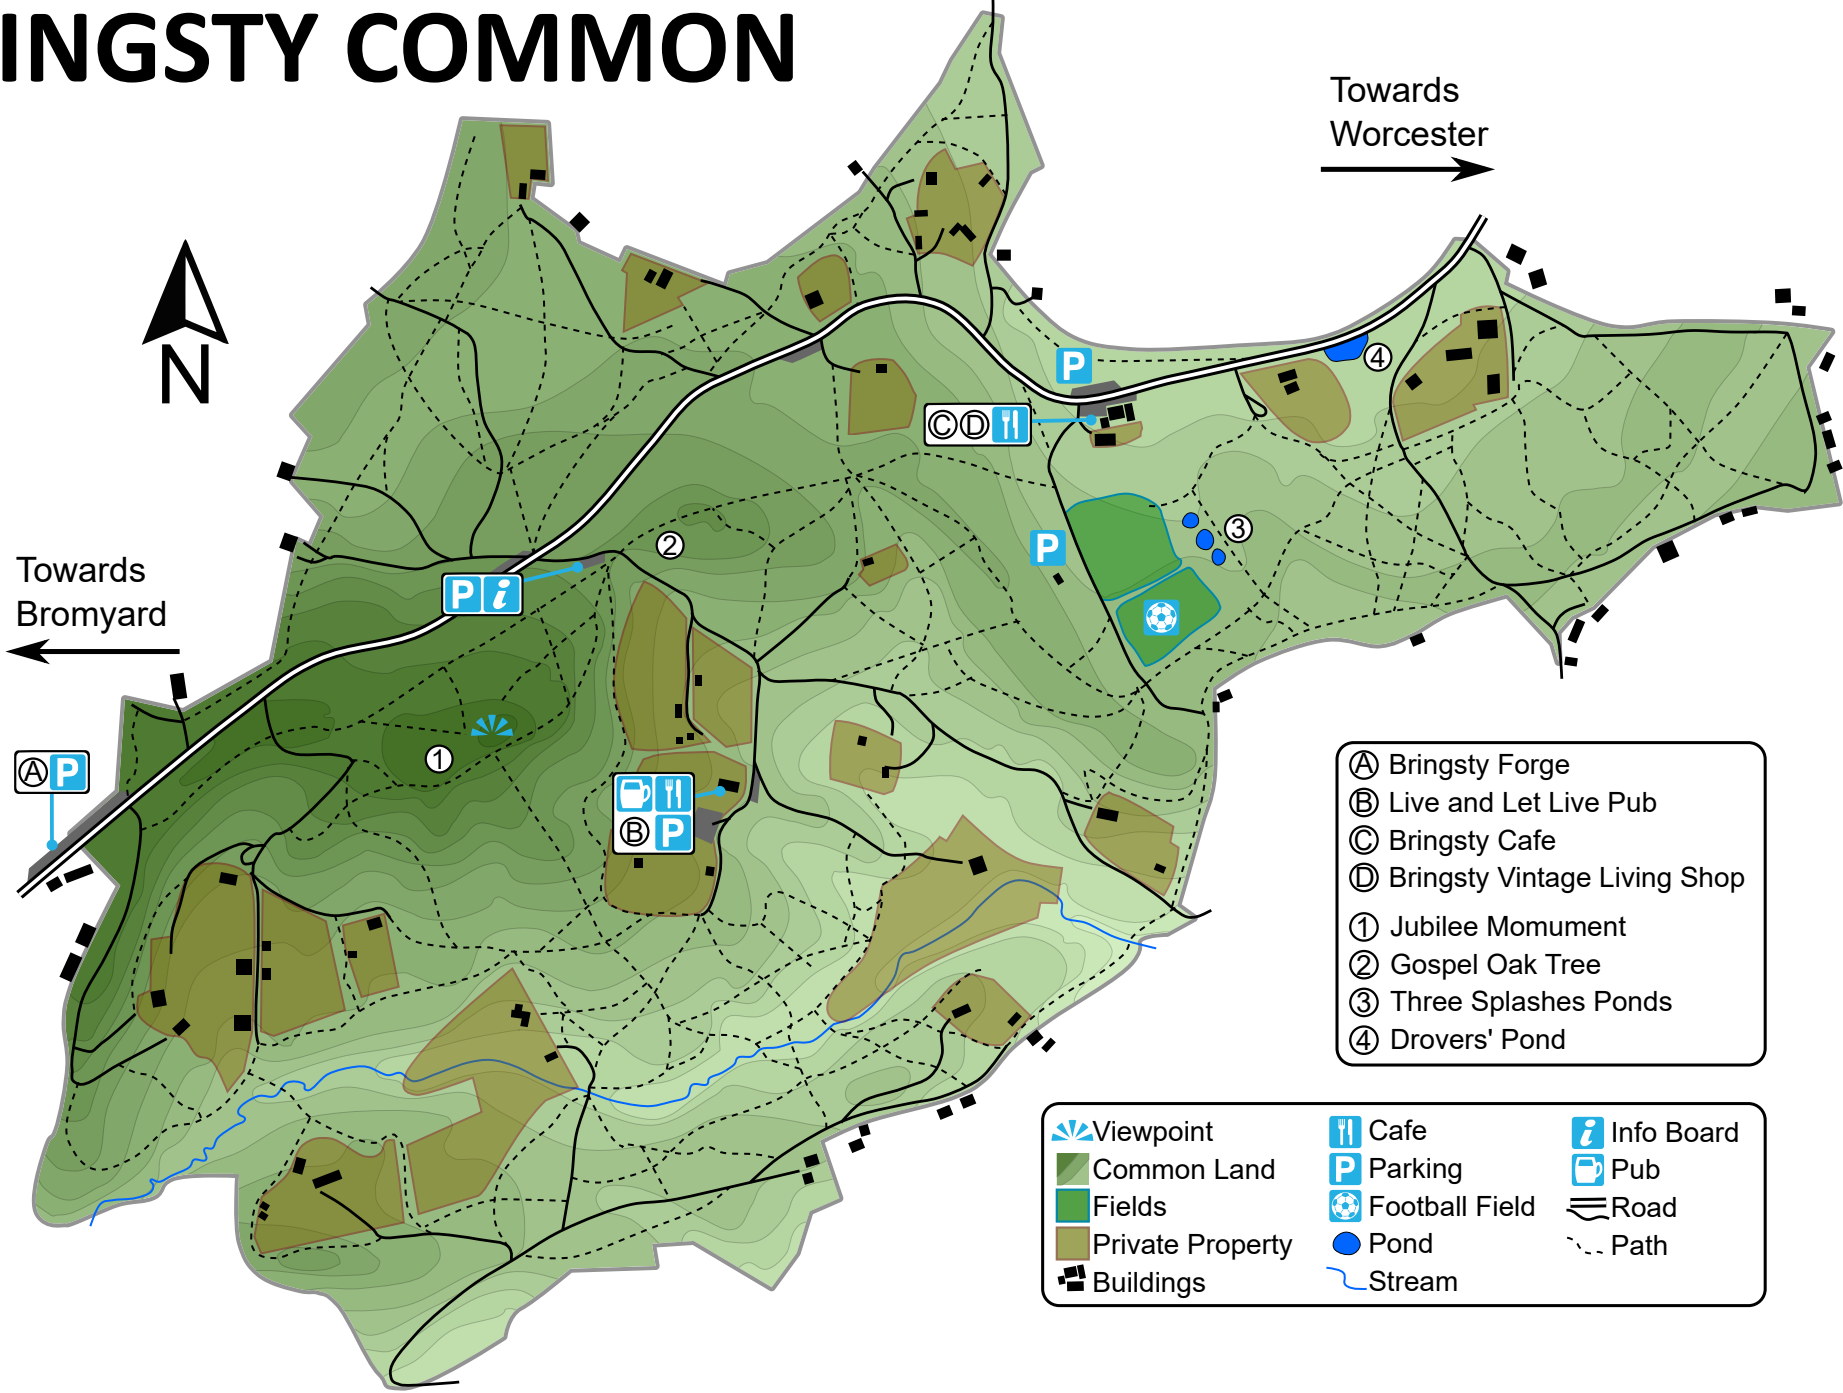 INGSTY COMMON
Towards
Worcester
N
Towards
Bromyard
P
C D
2
P i
P
3
4
1
A P
B P
A Bringsty Forge
B Live and Let Live Pub
C Bringsty Cafe
D Bringsty Vintage Living Shop
1 Jubilee Momument
2 Gospel Oak Tree
3 Three Splashes Ponds
4 Drovers' Pond
Viewpoint
Common Land
Fields
Private Property
Buildings
Cafe
P Parking
Football Field
Pond
Stream
i Info Board
Pub
Road
Path